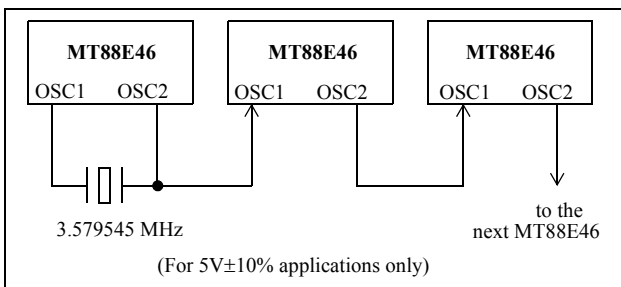 MT88E46 MT88E46 MT88E46
OSC1 OSC2 OSC1 OSC2 OSC1 OSC2
3.579545 MHz
to the
next MT88E46
(For 5V±10% applications only)